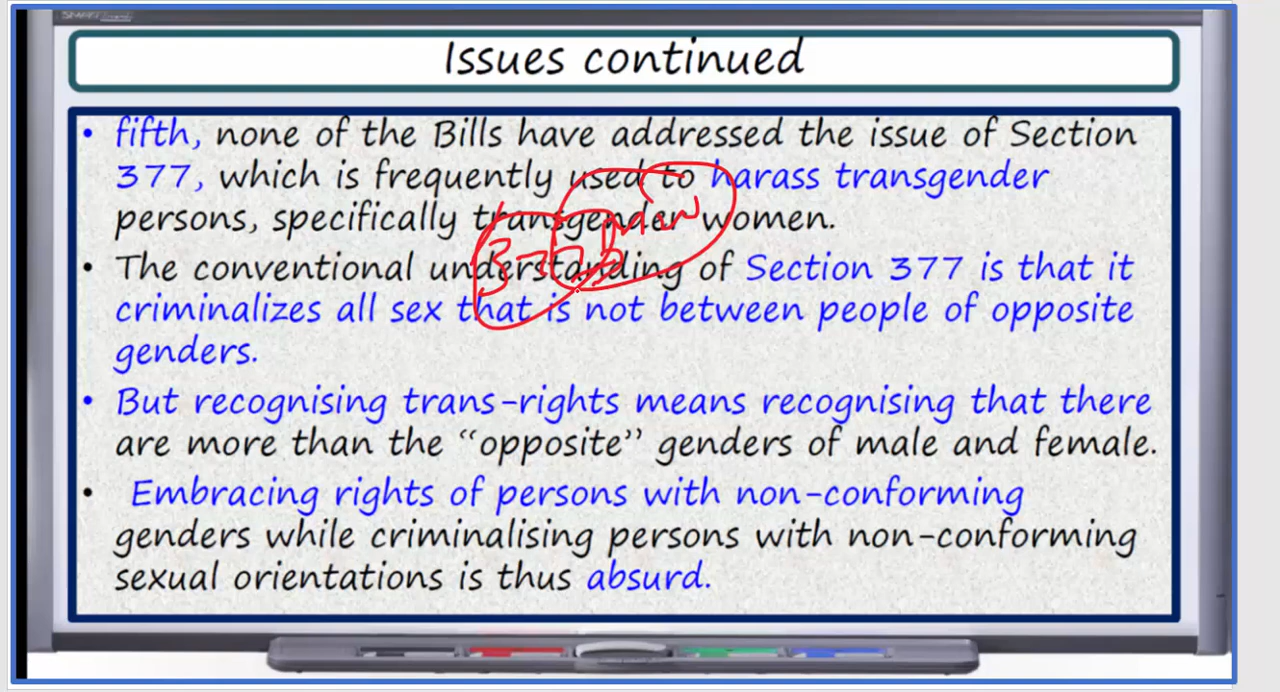 Issues continued
• fifth, none of the Bills have addressed the issue of Section
377, which is frequently used to harass transgender
persons, specifically transgender women.
• The conventional understanding of Section 377 is that it
criminalizes all sex that is not between people of opposite
genders.
• But recognising trans-rights means recognising that there
are more than the “opposite” genders of male and female.
• Embracing rights of persons with non-conforming
genders while criminalising persons with non-conforming
sexual orientations is thus absurd.